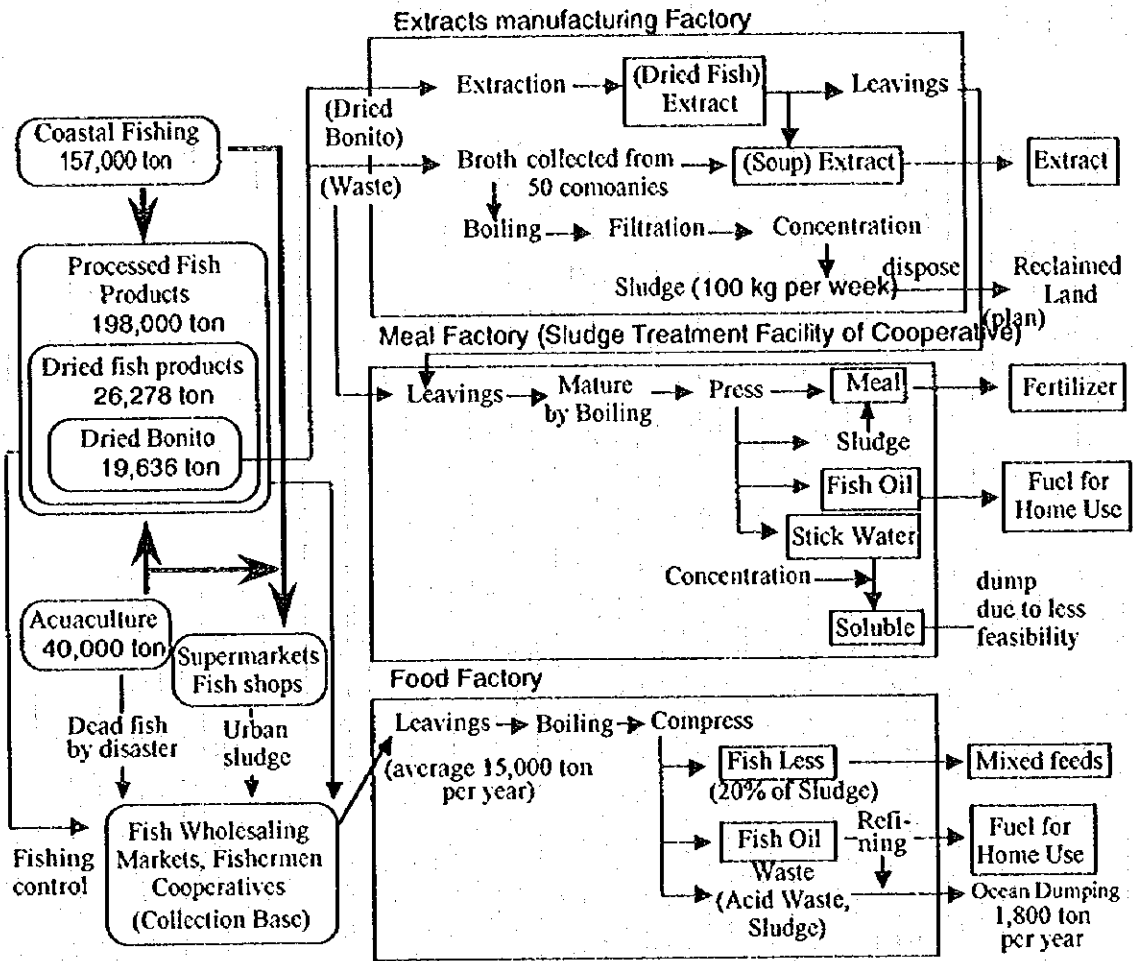 Extracts manufacturing Factory
Extraction
(Dried Fish)
Extract
Leavings
(Dried
Bonito)
Coastal Fishing
157,000 ton
(Waste)
Broth collected from
50 comoanies
(Soup) Extract
Extract
Boiling
Filtration
Concentration
Sludge (100 kg per week)
dispose
Reclaimed
Land
(plan)
Processed Fish
Products
198,000 ton
Dried fish products
26,278 ton
Dried Bonito
19,636 ton
Meal Factory (Sludge Treatment Facility of Cooperative)
Leavings
Mature
by Boiling
Press
Meal
Fertilizer
Sludge
Fish Oil
Fuel for
Home Use
Stick Water
Concentration
Soluble
dump
due to less
feasibility
Acuaculture
40,000 ton
Supermarkets
Fish shops
Dead fish
by disaster
Urban
sludge
Fishing
control
Fish Wholesaling
Markets, Fishermen
Cooperatives
(Collection Base)
Food Factory
Leavings
Boiling
Compress
(average 15,000 ton
per year)
Fish Less
(20% of Sludge)
Mixed feeds
Fish Oil
Refi-
ning
Fuel for
Home Use
Waste
(Acid Waste,
Sludge)
Ocean Dumping
1,800 ton
per year